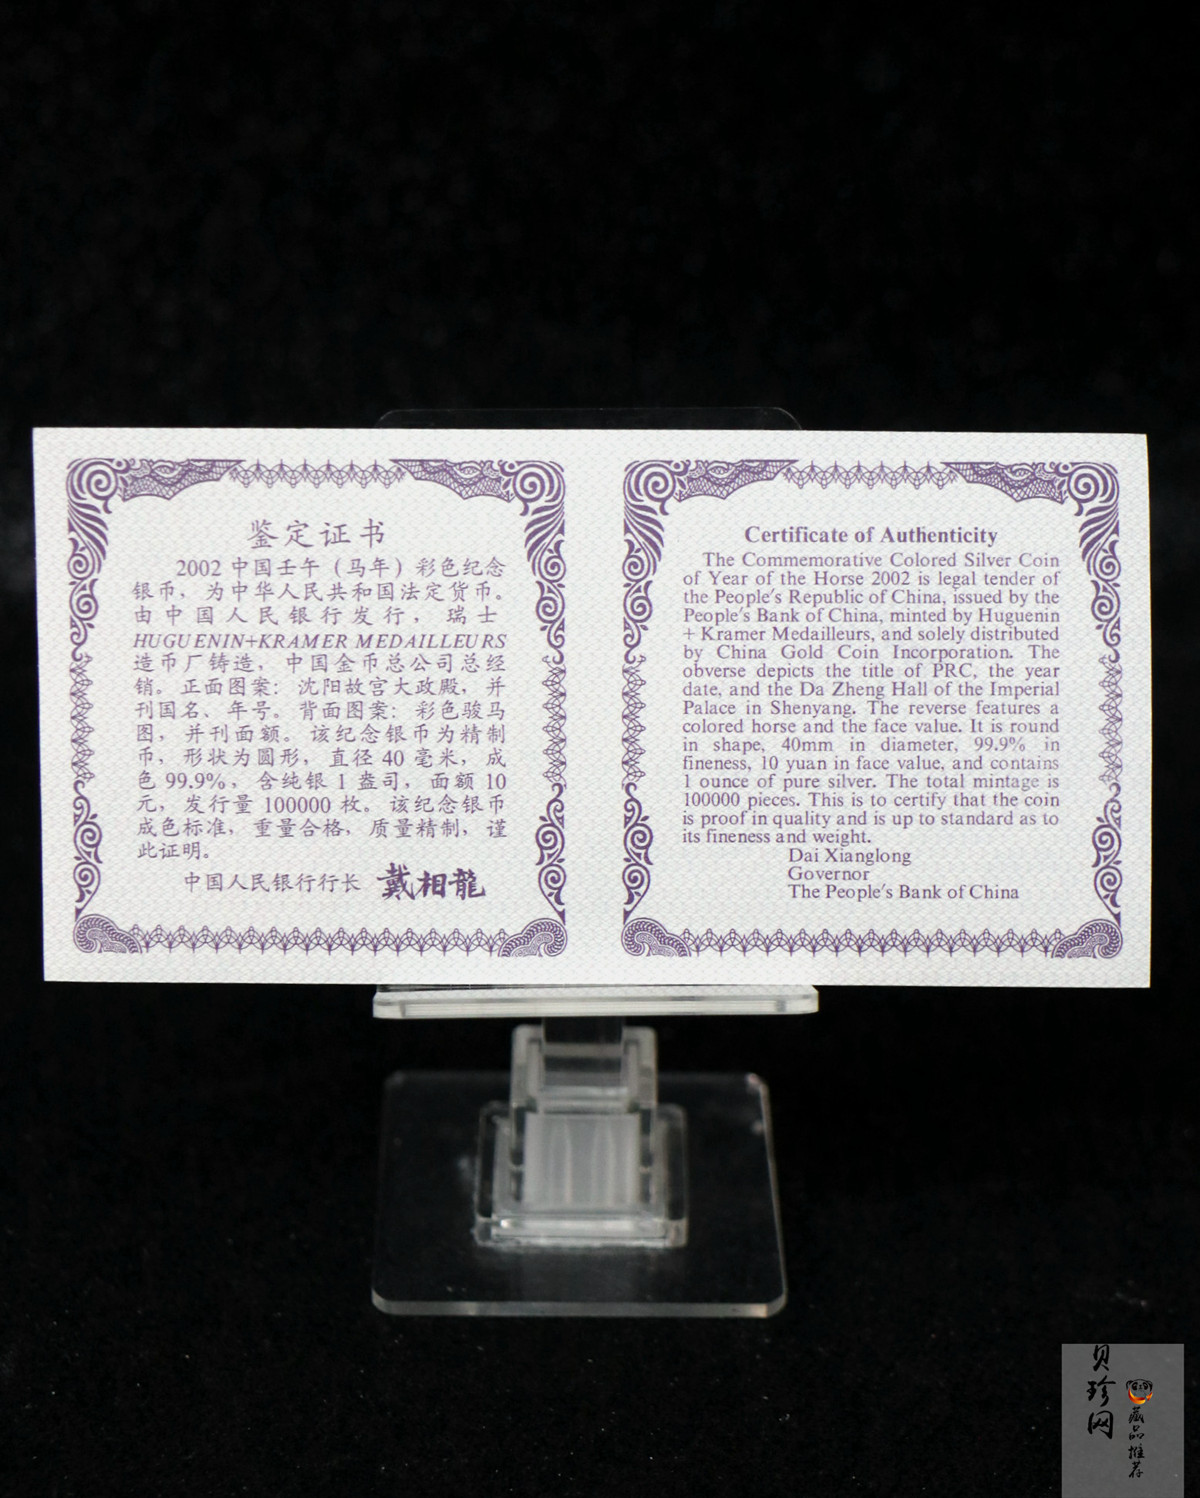 鉴定证书
2002 中国壬午（马年）彩色纪念
银币，为中华人民共和国法定货币。
由中国人民银行发行，瑞士
HUGUENIN+KRAMER MEDAILLEURS
造币厂铸造，中国金币总公司总经
销。正面图案：沈阳故宫大政殿，并
刊国名、年号。背面图案：彩色骏马
图，并刊面额。该纪念银币为精制
币，形状为圆形，直径 40 毫米，成
色 99.9%，含纯银 1 盎司，面额 10
元，发行量 100000 枚。该纪念银币
成色标准，重量合格，质量精制，谨
此证明。
中国人民银行行长 戴相龍
Certificate of Authenticity
The Commemorative Colored Silver Coin
of Year of the Horse 2002 is legal tender of
the People's Republic of China, issued by the
People's Bank of China, minted by Huguenin
+ Kramer Medailleurs, and solely distributed
by China Gold Coin Incorporation. The
obverse depicts the title of PRC, the year
date, and the Da Zheng Hall of the Imperial
Palace in Shenyang. The reverse features a
colored horse and the face value. It is round
in shape, 40mm in diameter, 99.9% in
fineness, 10 yuan in face value, and contains
1 ounce of pure silver. The total mintage is
100000 pieces. This is to certify that the coin
is proof in quality and is up to standard as to
its fineness and weight.
Dai Xianglong
Governor
The People's Bank of China
贝珍网
藏品推荐